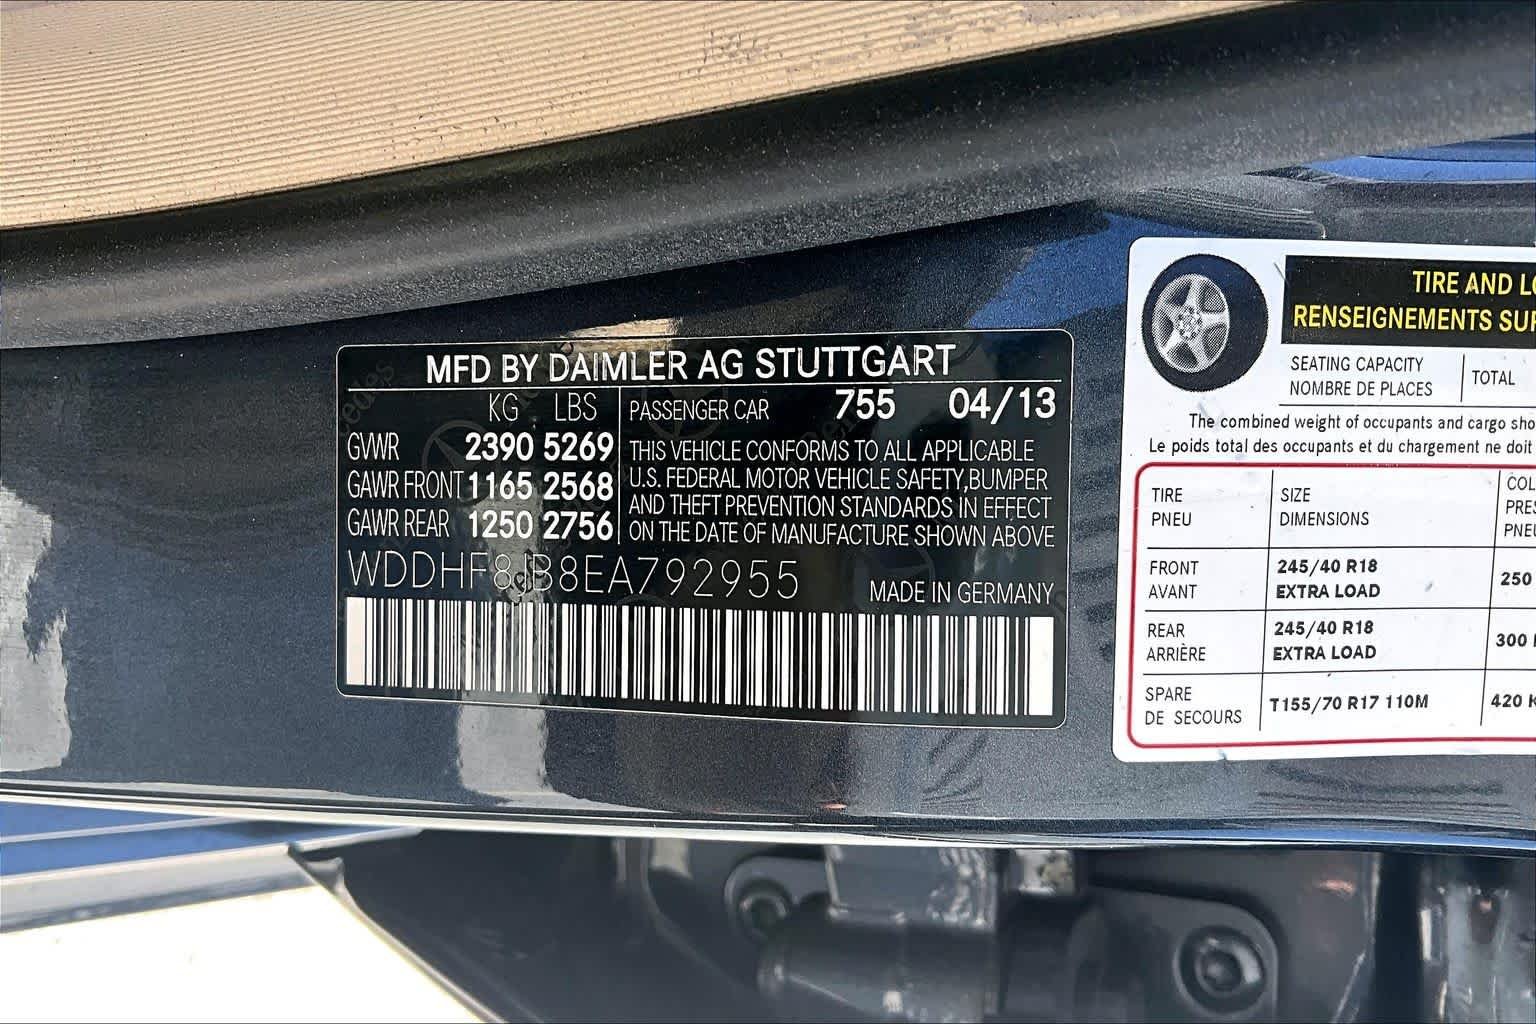 MFD BY DAIMLER AG STUTTGART
KG LBS
GVWR 2390 5269
GAWR FRONT 1165 2568
GAWR REAR 1250 2756
PASSENGER CAR 755 04/13
THIS VEHICLE CONFORMS TO ALL APPLICABLE
U.S. FEDERAL MOTOR VEHICLE SAFETY, BUMPER
AND THEFT PREVENTION STANDARDS IN EFFECT
ON THE DATE OF MANUFACTURE SHOWN ABOVE
WDDHF8JB8EA792955
MADE IN GERMANY
TIRE AND LO
RENSEIGNEMENTS SUR
SEATING CAPACITY
NOMBRE DE PLACES
TOTAL
The combined weight of occupants and cargo sho
Le poids total des occupants et du chargement ne doit
TIRE
PNEU
SIZE
DIMENSIONS
COL
PRES
PNEU
FRONT
AVANT
245/40 R18
EXTRA LOAD
250
REAR
ARRIÈRE
245/40 R18
EXTRA LOAD
300
SPARE
DE SECOURS
T155/70 R17 110M
420 K